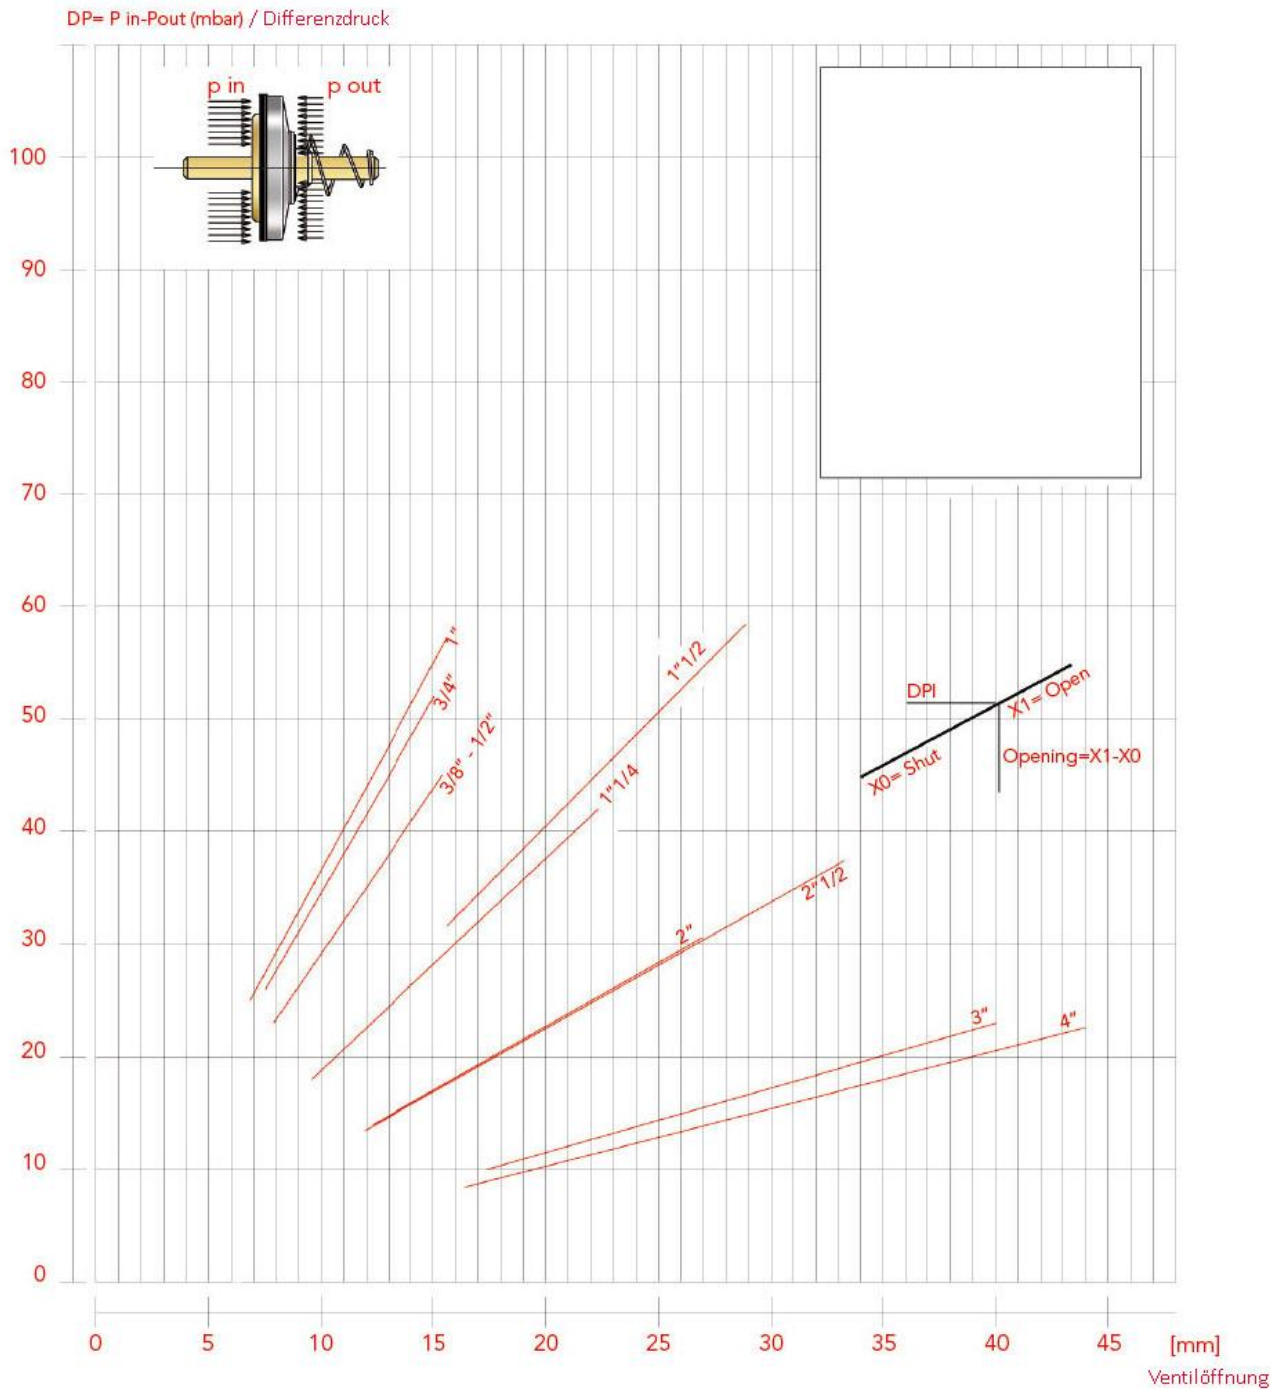 DP= P in-Pout (mbar) / Differenzdruck
p in
p out
100
90
80
70
60
1"
3/4"
3/8" - 1/2"
1"1/2
1"1/4
DPI
X1= Open
X0= Shut
Opening=X1-X0
50
40
2"1/2
2"
30
3"
4"
20
10
0
0 5 10 15 20 25 30 35 40 45 [mm]
Ventilöffnung